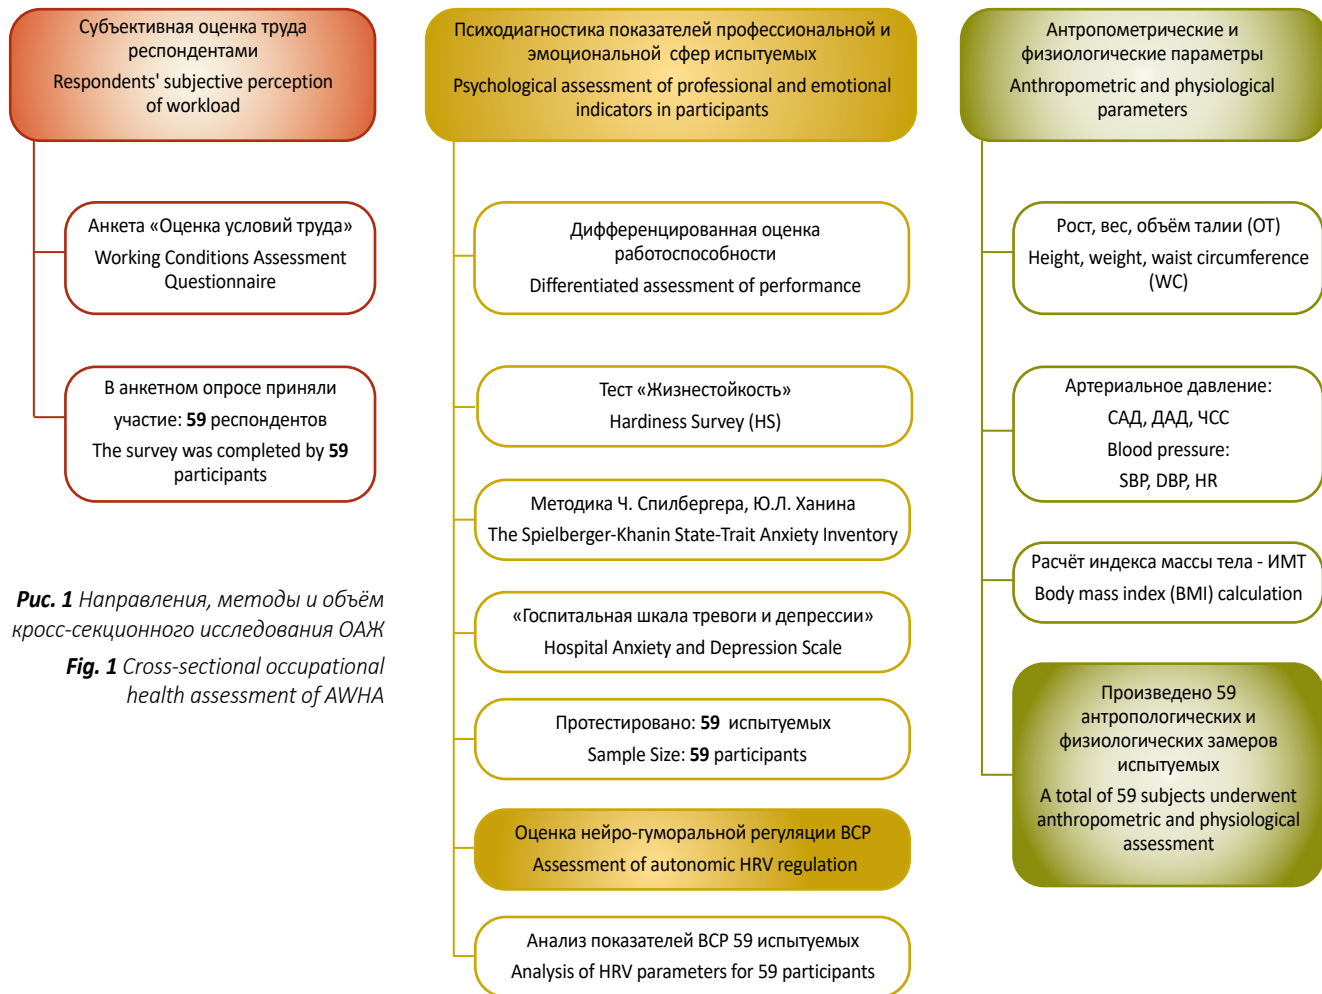 Субъективная оценка труда
респондентами
Respondents' subjective perception
of workload
Анкета «Оценка условий труда»
Working Conditions Assessment
Questionnaire
В анкетном опросе приняли
участие: 59 респондентов
The survey was completed by 59
participants
Рис. 1 Направления, методы и объём
кросс-секционного исследования ОАЖ
Fig. 1 Cross-sectional occupational
health assessment of AWHA
Психодиагностика показателей профессиональной и
эмоциональной сфер испытуемых
Psychological assessment of professional and emotional
indicators in participants
Дифференцированная оценка
работоспособности
Differentiated assessment of performance
Тест «Жизнестойкость»
Hardiness Survey (HS)
Методика Ч. Спилбергера, Ю.Л. Ханина
The Spielberger-Khanin State-Trait Anxiety Inventory
«Госпитальная шкала тревоги и депрессии»
Hospital Anxiety and Depression Scale
Протестировано: 59 испытуемых
Sample Size: 59 participants
Оценка нейро-гуморальной регуляции ВСР
Assessment of autonomic HRV regulation
Анализ показателей ВСР 59 испытуемых
Analysis of HRV parameters for 59 participants
Антропометрические и
физиологические параметры
Anthropometric and physiological
parameters
Рост, вес, объём талии (ОТ)
Height, weight, waist circumference
(WC)
Артериальное давление:
САД, ДАД, ЧСС
Blood pressure:
SBP, DBP, HR
Расчёт индекса массы тела - ИМТ
Body mass index (BMI) calculation
Произведено 59
антропологических и
физиологических замеров
испытуемых
A total of 59 subjects underwent
anthropometric and physiological
assessment